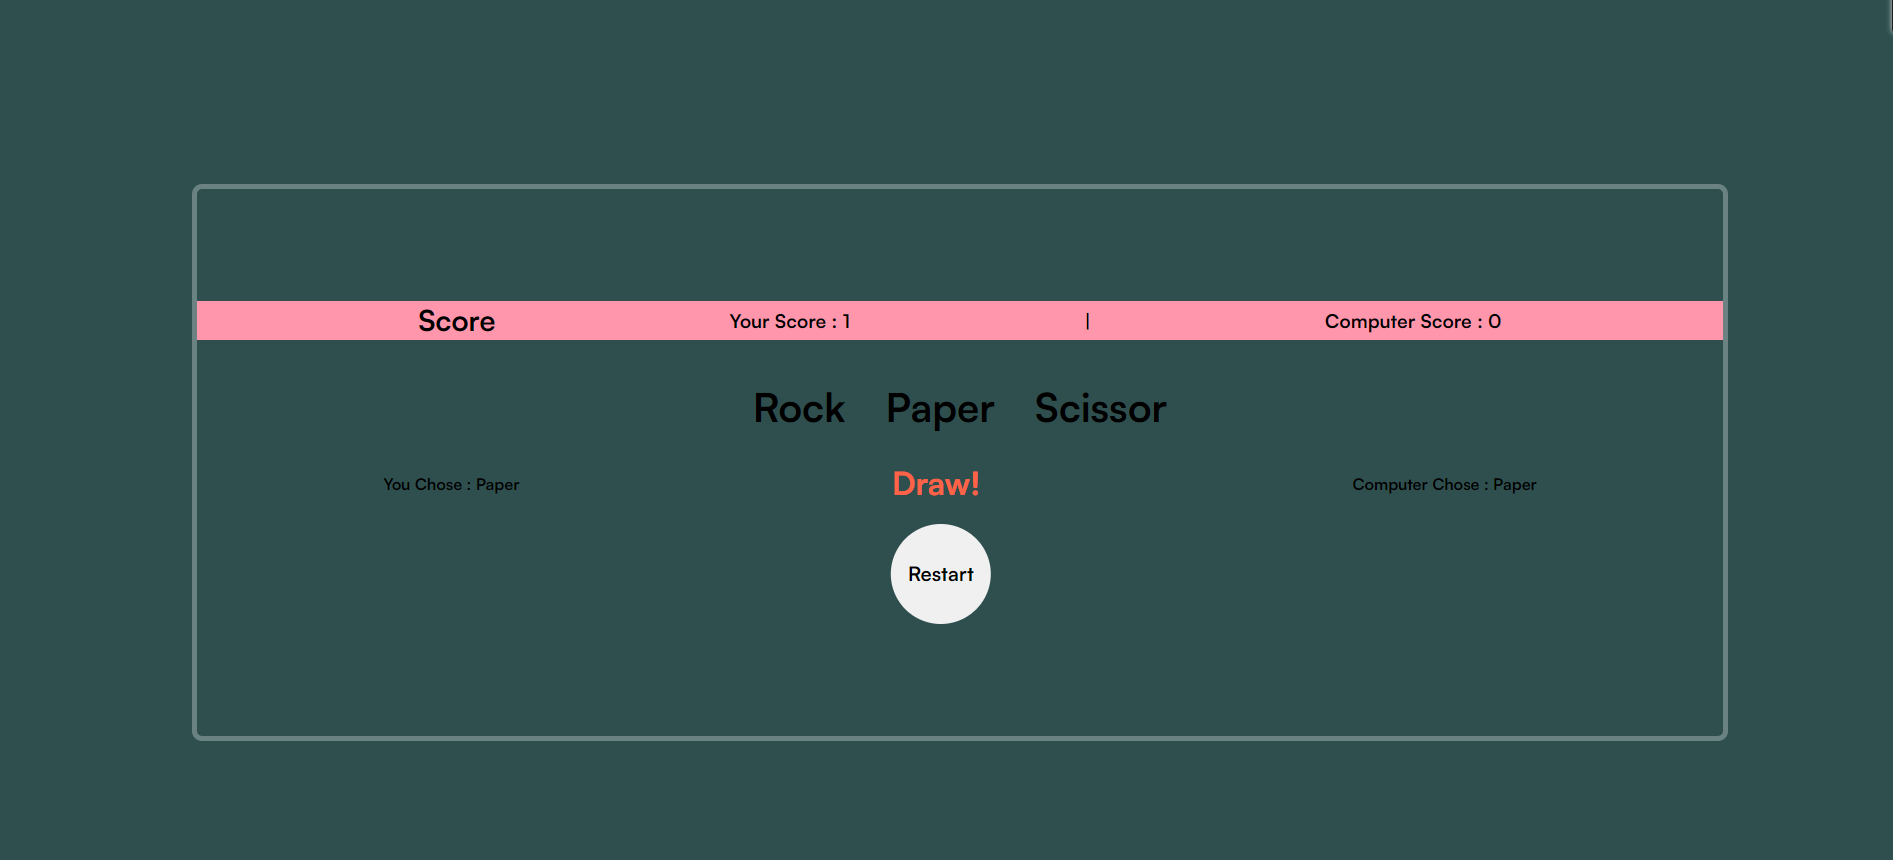 Score Your Score : 1 | Computer Score : 0
Rock Paper Scissor
You Chose : Paper Draw! Computer Chose : Paper
Restart